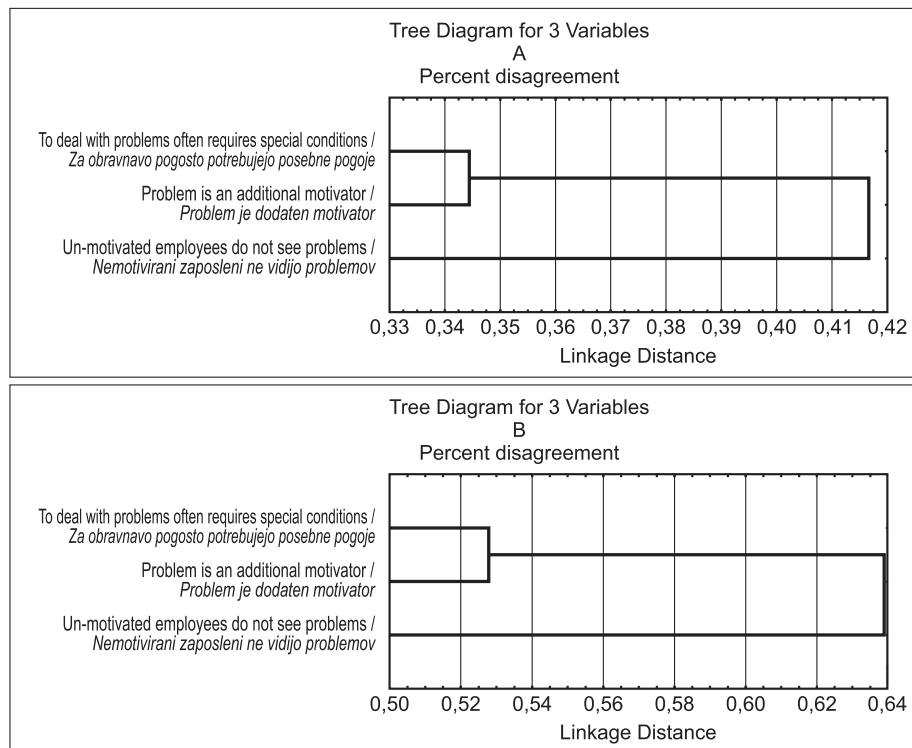 Tree Diagram for 3 Variables
A
Percent disagreement
To deal with problems often requires special conditions /
Za obravnavo pogosto potrebujejo posebne pogoje
Problem is an additional motivator /
Problem je dodaten motivator
Un-motivated employees do not see problems /
Nemotivirani zaposleni ne vidijo problemov
0,33 0,34 0,35 0,36 0,37 0,38 0,39 0,40 0,41 0,42
Linkage Distance
Tree Diagram for 3 Variables
B
Percent disagreement
To deal with problems often requires special conditions /
Za obravnavo pogosto potrebujejo posebne pogoje
Problem is an additional motivator /
Problem je dodaten motivator
Un-motivated employees do not see problems /
Nemotivirani zaposleni ne vidijo problemov
0,50 0,52 0,54 0,56 0,58 0,60 0,62 0,64
Linkage Distance